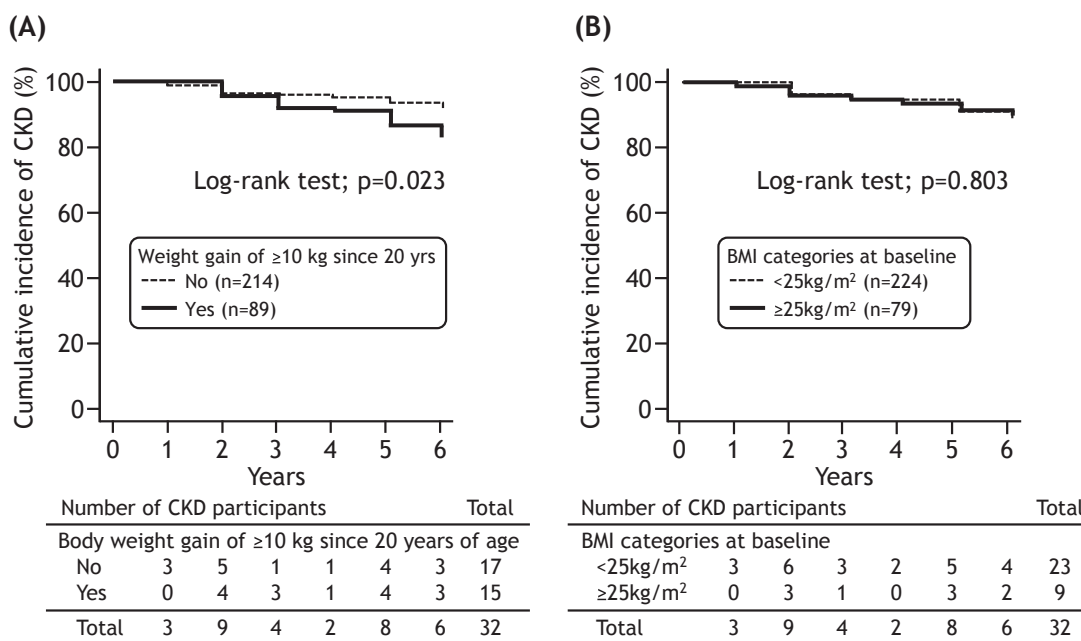 (A)
Cumulative incidence of CKD (%)
100
80
60
40
20
0
Log-rank test; p=0.023
Weight gain of ≥10 kg since 20 yrs
No (n=214)
Yes (n=89)
0 1 2 3 4 5 6
Years
Number of CKD participants Total
Body weight gain of ≥10 kg since 20 years of age
No 3 5 1 1 4 3 17
Yes 0 4 3 1 4 3 15
Total 3 9 4 2 8 6 32
(B)
Cumulative incidence of CKD (%)
100
80
60
40
20
0
Log-rank test; p=0.803
BMI categories at baseline
<25kg/m² (n=224)
≥25kg/m² (n=79)
0 1 2 3 4 5 6
Years
Number of CKD participants Total
BMI categories at baseline
<25kg/m² 3 6 3 2 5 4 23
≥25kg/m² 0 3 1 0 3 2 9
Total 3 9 4 2 8 6 32